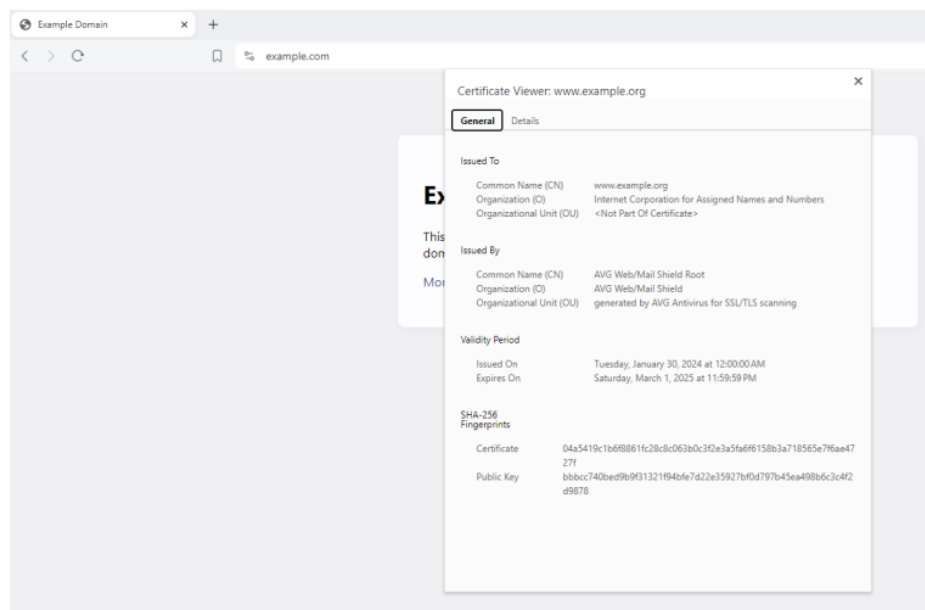 Example Domain
example.com
Certificate Viewer: www.example.org
General Details
Ex
This
dom
Mor
Issued To
Common Name (CN) www.example.org
Organization (O) Internet Corporation for Assigned Names and Numbers
Organizational Unit (OU) <Not Part Of Certificate>
Issued By
Common Name (CN) AVG Web/Mail Shield Root
Organization (O) AVG Web/Mail Shield
Organizational Unit (OU) generated by AVG Antivirus for SSL/TLS scanning
Validity Period
Issued On Tuesday, January 30, 2024 at 12:00:00 AM
Expires On Saturday, March 1, 2025 at 11:59:59 PM
SHA-256
Fingerprints
Certificate 04a5419c1b6f8861fc28c8c063b0c3f2e3a5fa6f6158b3a718565e7f6ae47
27f
Public Key bbbcc740bed9b9f31321f94bfe7d22e35927bf0d797b45ea498b6c3c4f2
d9878